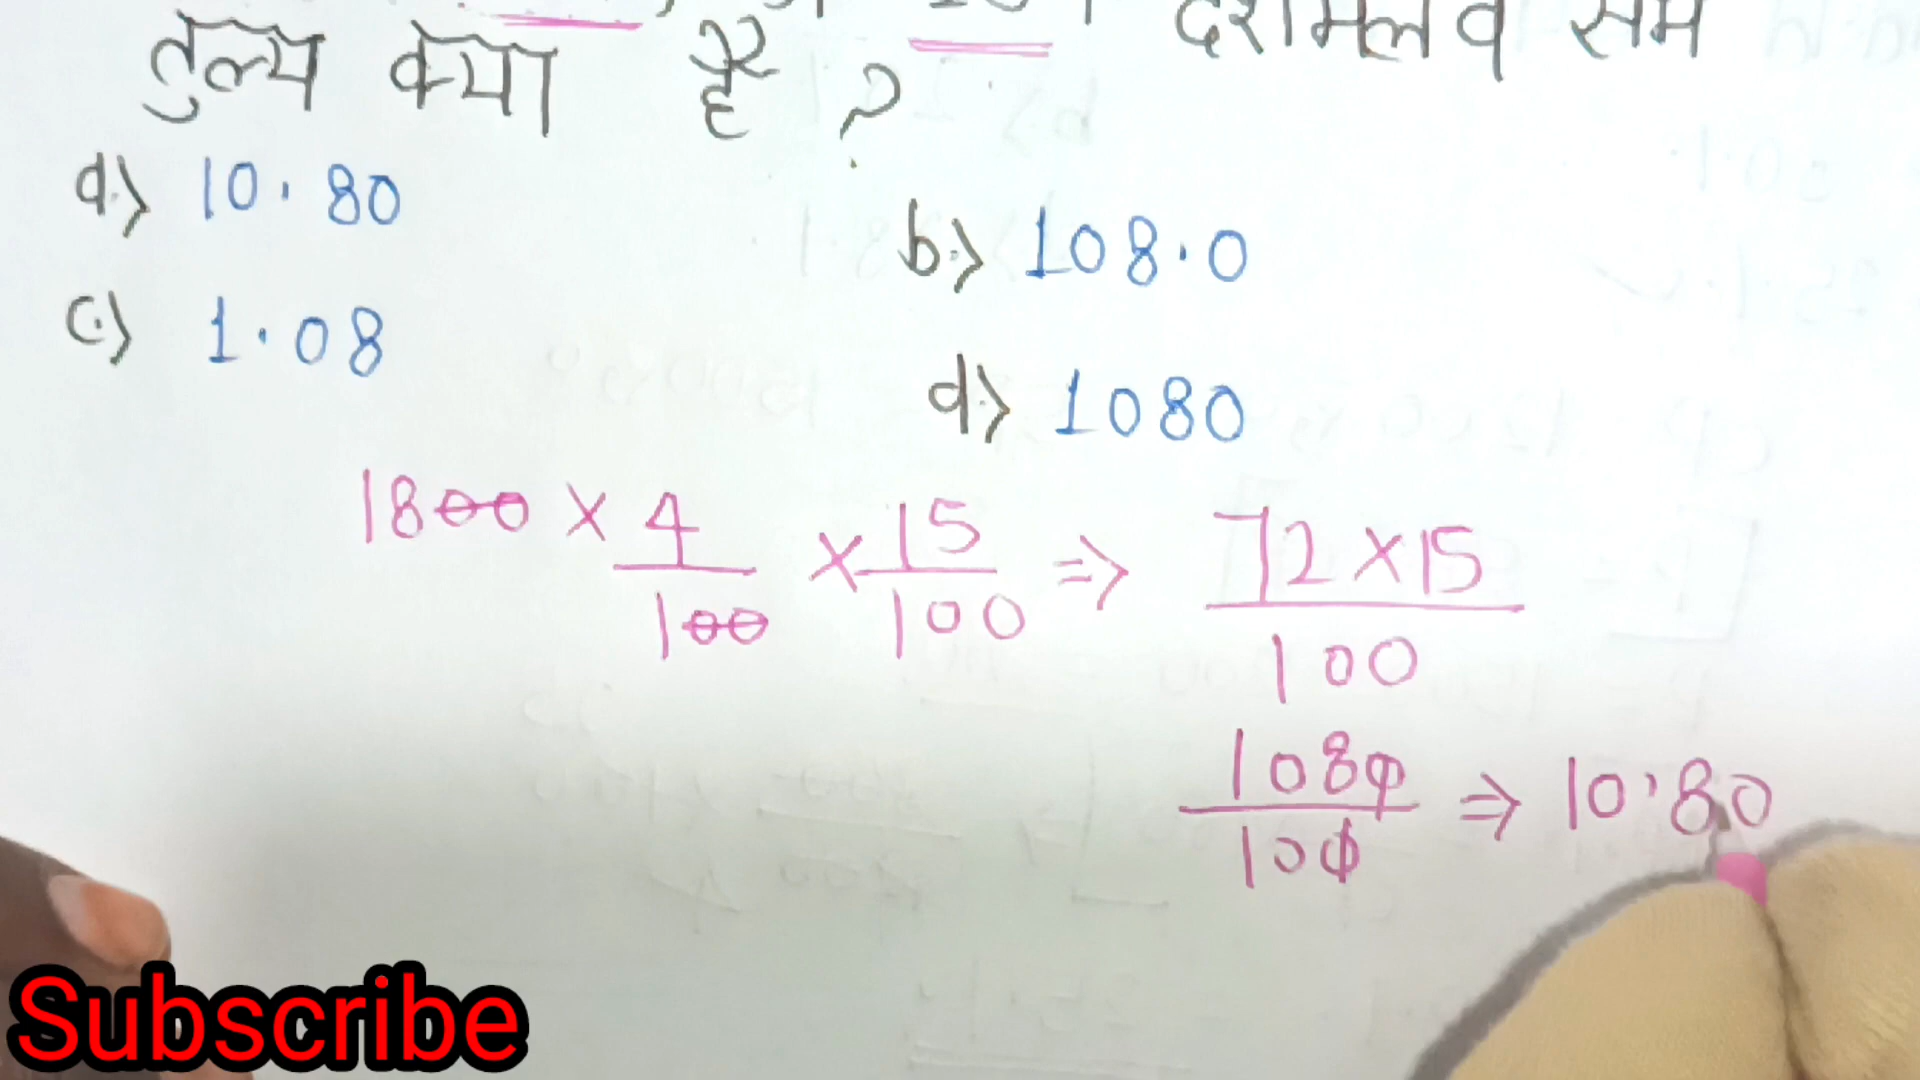 दशमलव सम
तुल्य क्या है ?
a) 10.80
b) 108.0
c) 1.08
d) 1080
1800 × 4/100 × 15/100 ⇒ 72×15/100
1080/100 ⇒ 10.80
Subscribe